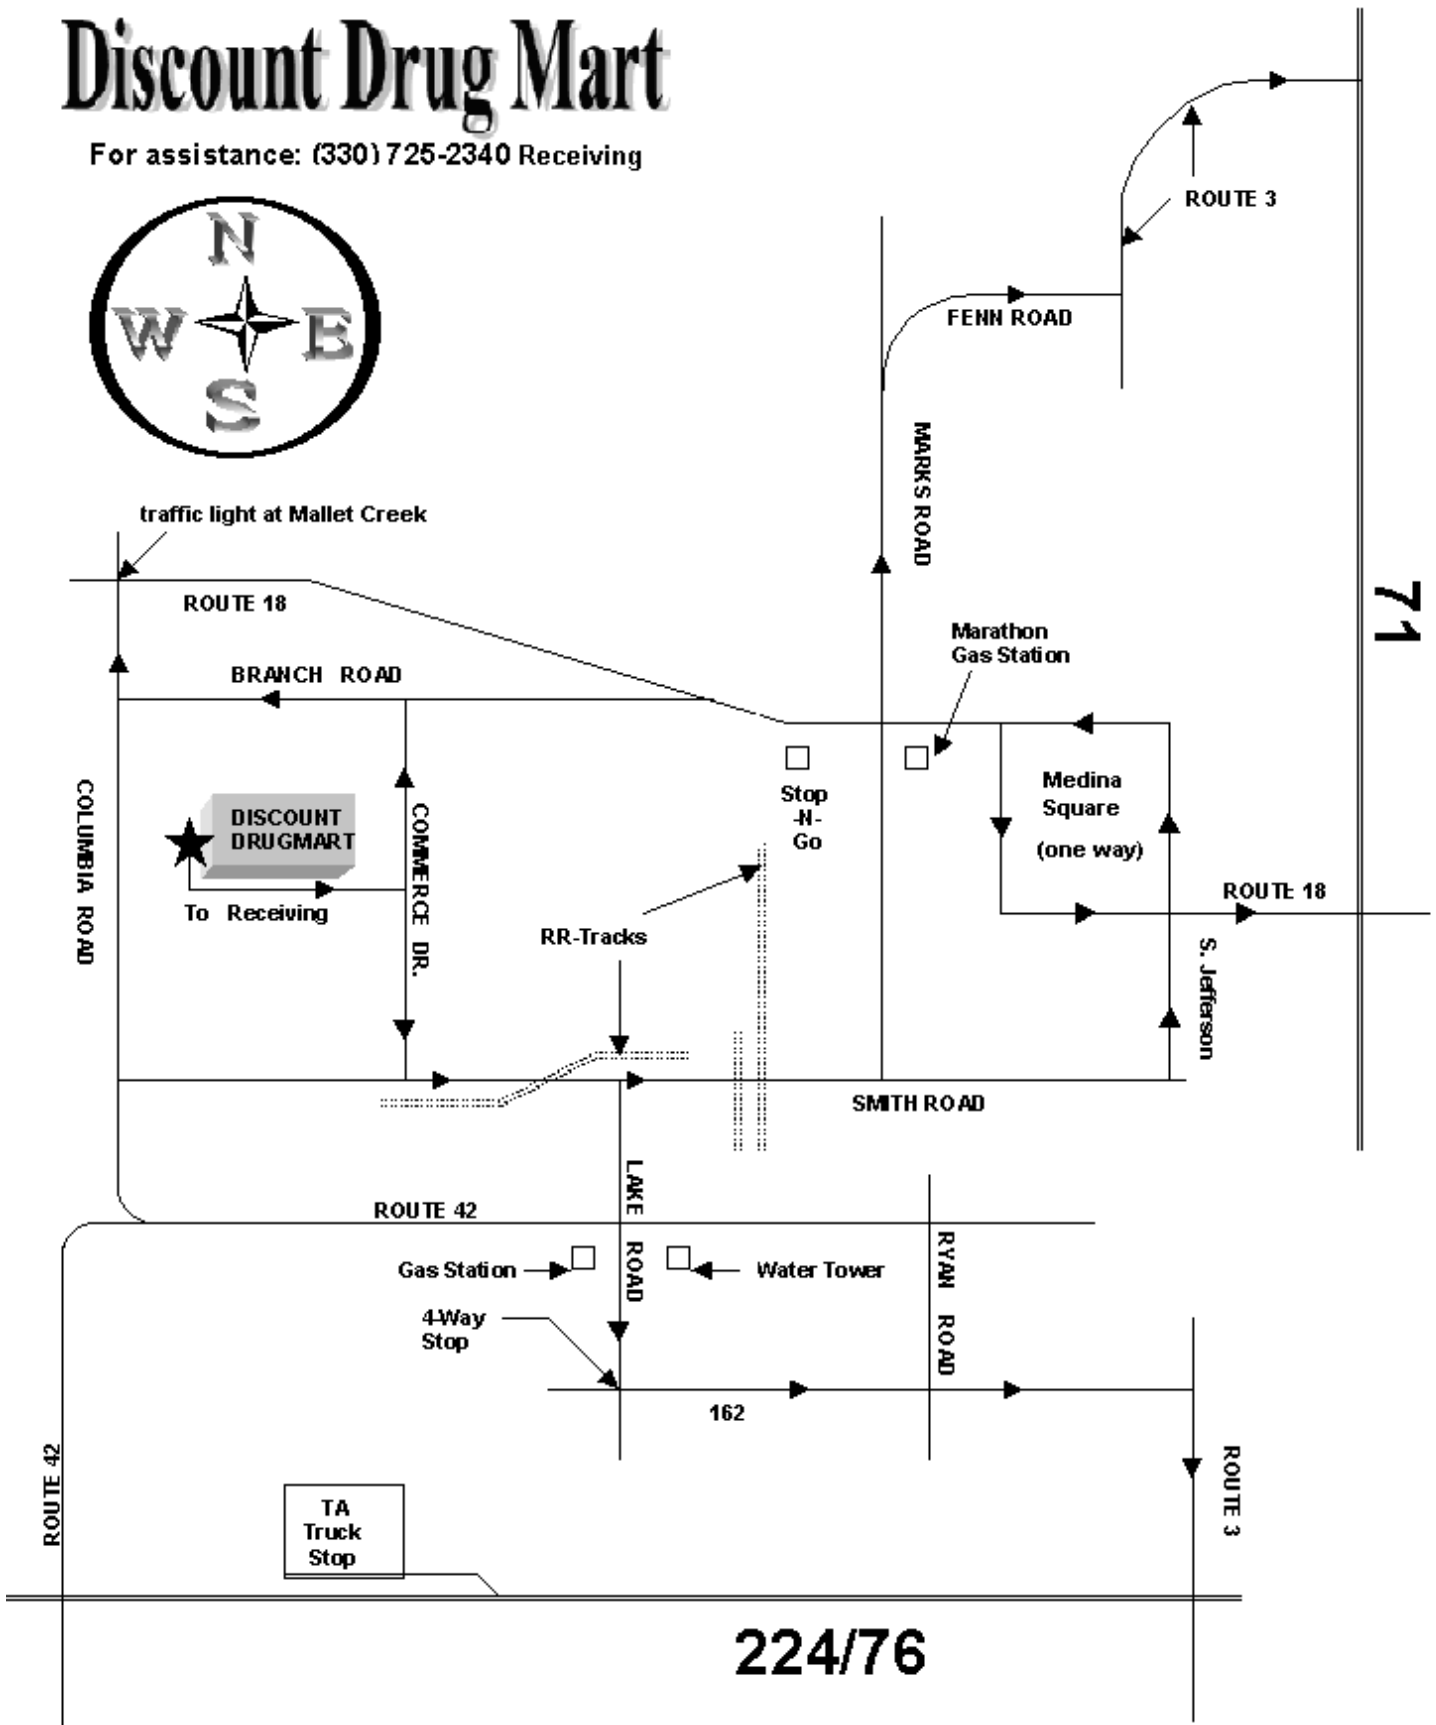 Discount Drug Mart
For assistance: (330) 725-2340 Receiving
N
W E
S
ROUTE 3
FENN ROAD
MARKS ROAD
71
traffic light at Mallet Creek
ROUTE 18
BRANCH ROAD
Marathon
Gas Station
COLUMBIA ROAD
DISCOUNT
DRUGMART
To Receiving
COMMERCE DR.
Stop
-N-
Go
Medina
Square
(one way)
ROUTE 18
RR-Tracks
S. Jefferson
SMITH ROAD
LAKE ROAD
ROUTE 42
RYAN ROAD
Gas Station
Water Tower
4-Way
Stop
162
ROUTE 42
ROUTE 3
TA
Truck
Stop
224/76